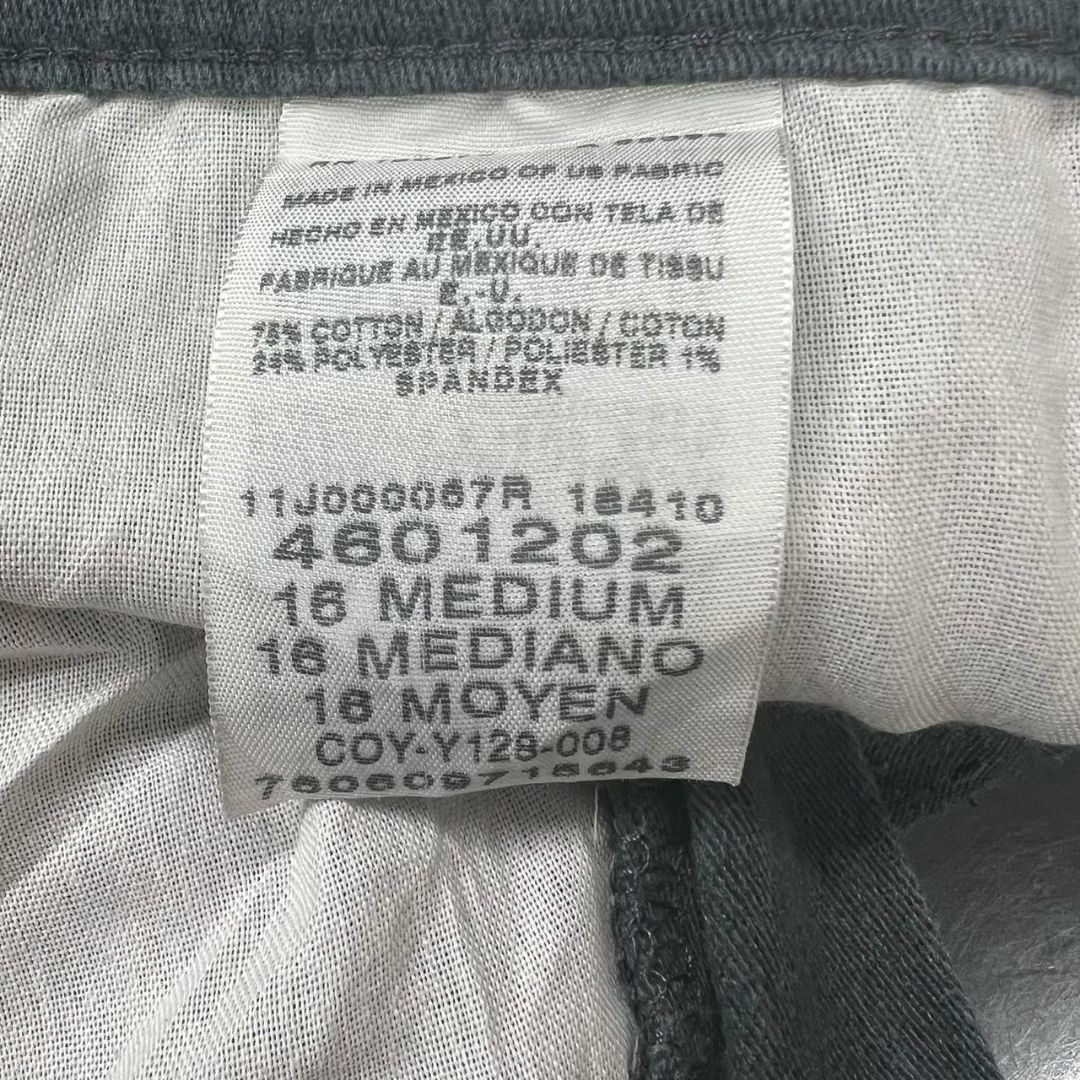 MADE IN MEXICO OF US FABRIC
HECHO EN MEXICO CON TELA DE
EE.UU.
FABRIQUE AU MEXIQUE DE TISSU
E.-U.
75% COTTON / ALGODON / COTON
24% POLYESTER / POLIESTER 1%
SPANDEX
11J000067R 16410
4601202
16 MEDIUM
16 MEDIANO
16 MOYEN
COY-Y128-008
760609715643